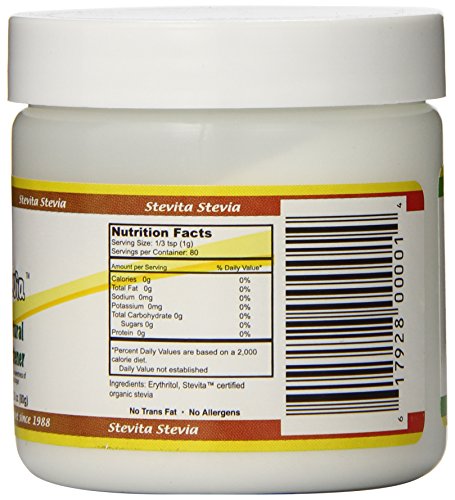 Stevita Stevia
Stevita Stevia
Nutrition Facts
Serving Size: 1/3 tsp (1g)
Servings per Container: 80
Amount per Serving % Daily Value*
Calories 0g 0%
Total Fat 0g 0%
Sodium 0mg 0%
Potassium 0mg 0%
Total Carbohydrate 0g 0%
Sugars 0g 0%
Protein 0g 0%
*Percent Daily Values are based on a 2,000
calorie diet.
Daily Value not established
Ingredients: Erythritol, Stevita™ certified
organic stevia
No Trans Fat • No Allergens
since 1988
Stevita Stevia
6 17928 00001 4